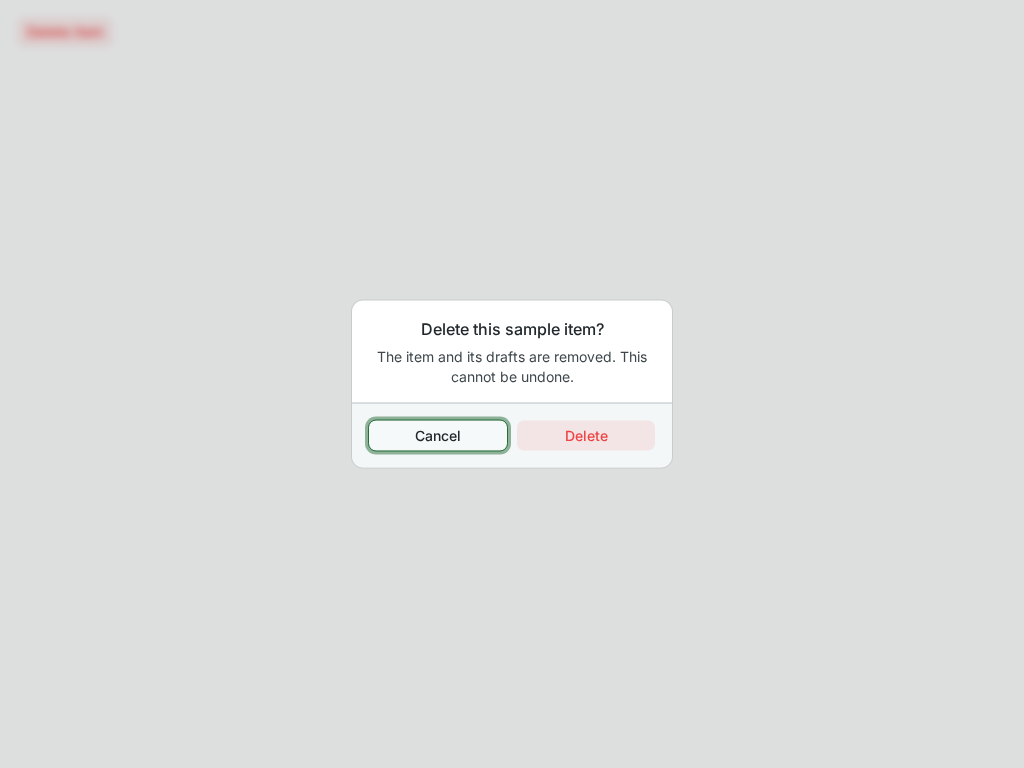 Delete this sample item?
The item and its drafts are removed. This
cannot be undone.
Cancel
Delete